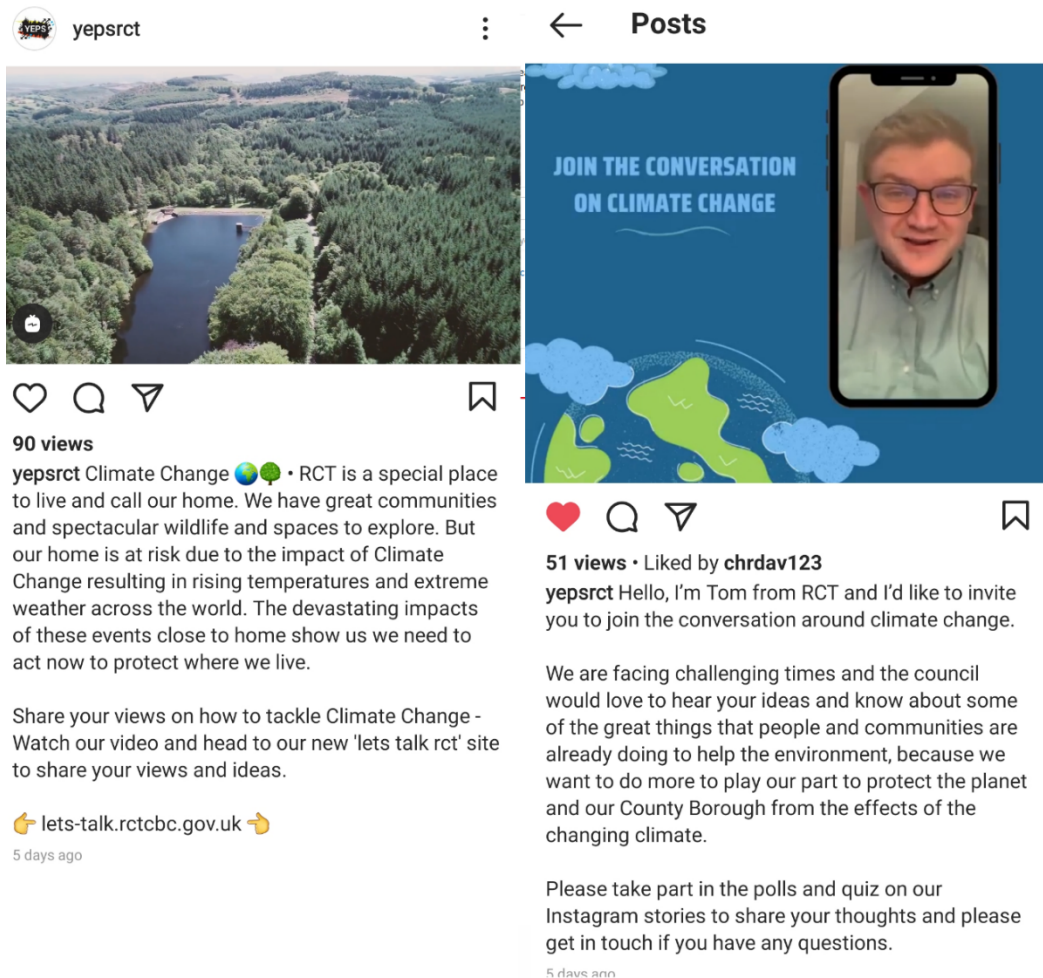 YEPS
yepsrct
90 views
yepsrct Climate Change 🌍🌳 • RCT is a special place
to live and call our home. We have great communities
and spectacular wildlife and spaces to explore. But
our home is at risk due to the impact of Climate
Change resulting in rising temperatures and extreme
weather across the world. The devastating impacts
of these events close to home show us we need to
act now to protect where we live.
Share your views on how to tackle Climate Change -
Watch our video and head to our new 'lets talk rct' site
to share your views and ideas.
👉 lets-talk.rctcbc.gov.uk 👈
5 days ago
Posts
JOIN THE CONVERSATION
ON CLIMATE CHANGE
51 views • Liked by chrdav123
yepsrct Hello, I’m Tom from RCT and I’d like to invite
you to join the conversation around climate change.
We are facing challenging times and the council
would love to hear your ideas and know about some
of the great things that people and communities are
already doing to help the environment, because we
want to do more to play our part to protect the planet
and our County Borough from the effects of the
changing climate.
Please take part in the polls and quiz on our
Instagram stories to share your thoughts and please
get in touch if you have any questions.
5 days ago